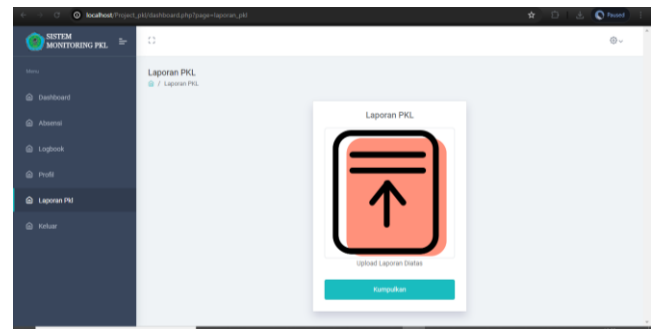 localhost/Project_pkl/dashboard.php?page=laporan_pkl
Paused
SISTEM
MONITORING PKL
Menu
Dashboard
Absensi
Logbook
Profil
Laporan Pkl
Keluar
Laporan PKL
/ Laporan PKL
Laporan PKL
Upload Laporan Diatas
Kumpulkan